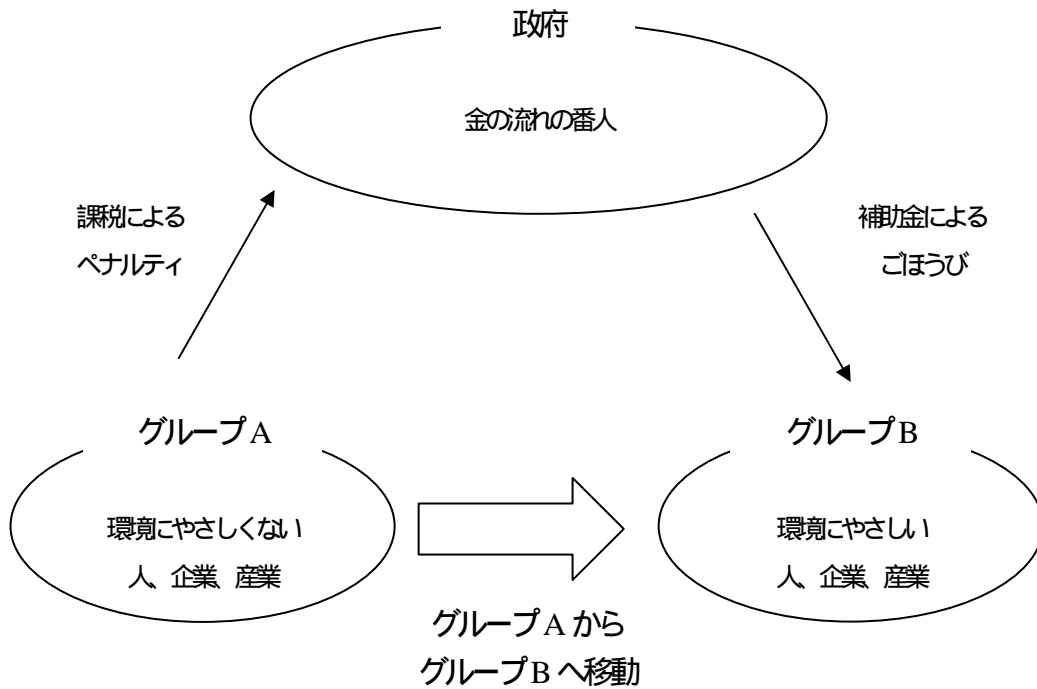 政府
金の流れの番人
課税による
ペナルティ
補助金による
ごほうび
グループA
環境にやさしくない
人、企業、産業
グループB
環境にやさしい
人、企業、産業
グループA から
グループB へ移動